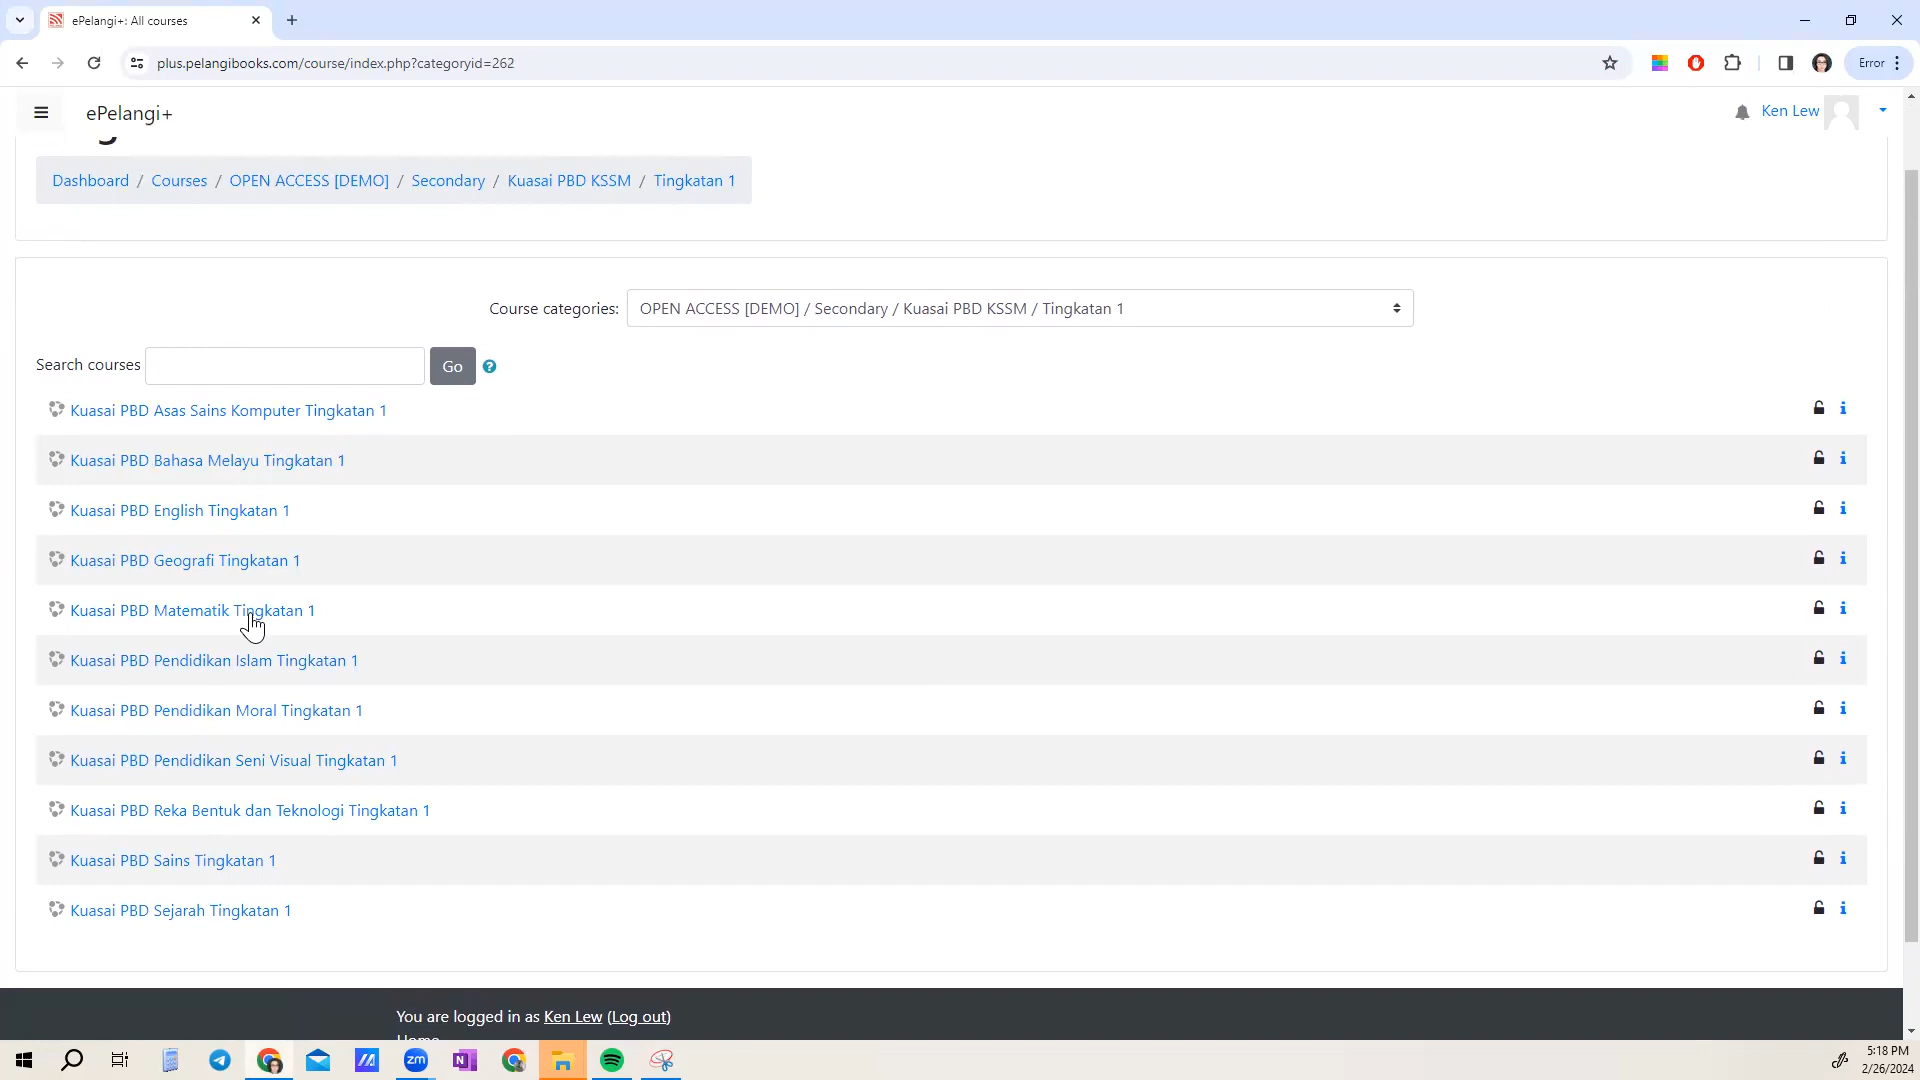 ePelangi+: All courses
plus.pelangibooks.com/course/index.php?categoryid=262
Error
ePelangi+
Ken Lew
Dashboard / Courses / OPEN ACCESS [DEMO] / Secondary / Kuasai PBD KSSM / Tingkatan 1
Course categories: OPEN ACCESS [DEMO] / Secondary / Kuasai PBD KSSM / Tingkatan 1
Search courses Go
Kuasai PBD Asas Sains Komputer Tingkatan 1
Kuasai PBD Bahasa Melayu Tingkatan 1
Kuasai PBD English Tingkatan 1
Kuasai PBD Geografi Tingkatan 1
Kuasai PBD Matematik Tingkatan 1
Kuasai PBD Pendidikan Islam Tingkatan 1
Kuasai PBD Pendidikan Moral Tingkatan 1
Kuasai PBD Pendidikan Seni Visual Tingkatan 1
Kuasai PBD Reka Bentuk dan Teknologi Tingkatan 1
Kuasai PBD Sains Tingkatan 1
Kuasai PBD Sejarah Tingkatan 1
You are logged in as Ken Lew (Log out)
Home
zm
N
5:18 PM
2/26/2024